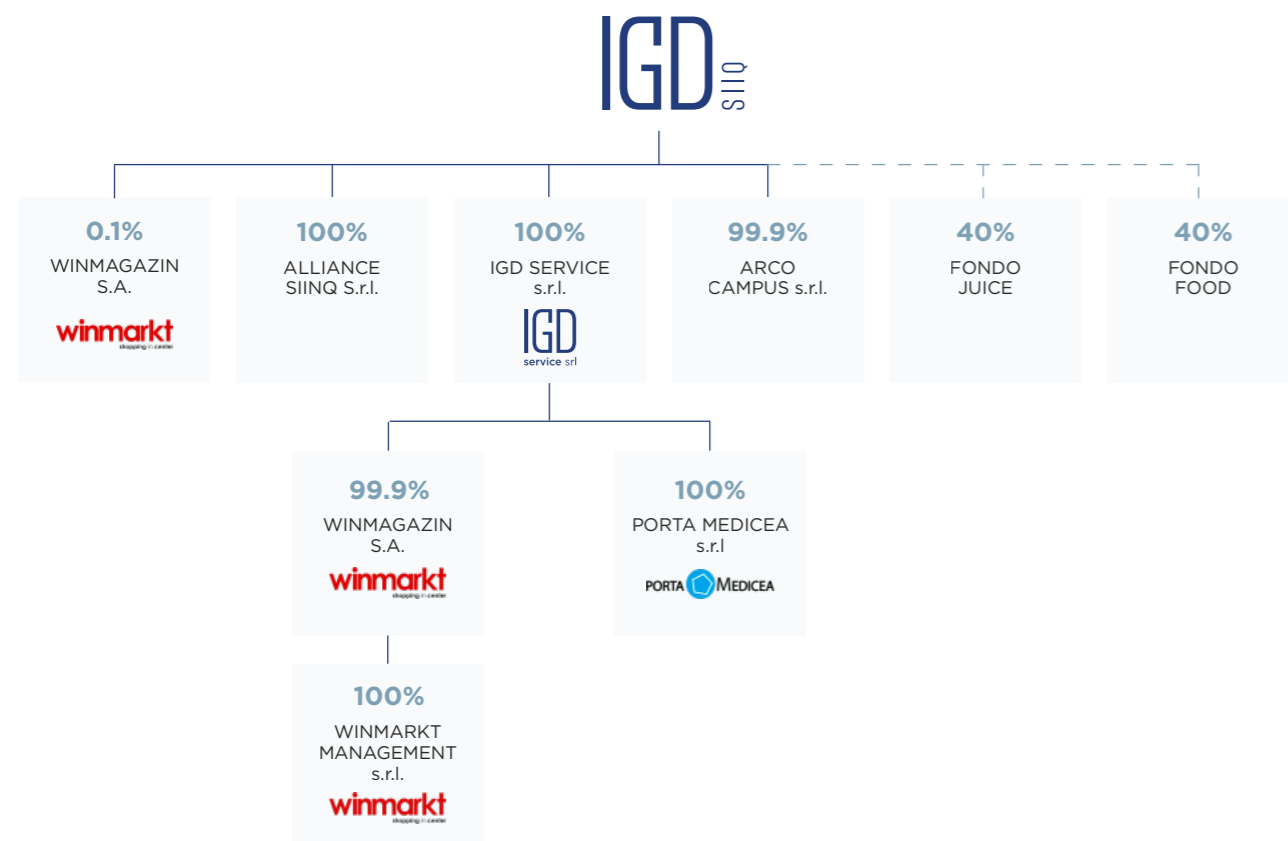 IGD SIIQ
0.1%
WINMAGAZIN
S.A.
winmarkt
shopping in center
100%
ALLIANCE
SIINQ S.r.l.
100%
IGD SERVICE
s.r.l.
IGD
service srl
99.9%
ARCO
CAMPUS s.r.l.
40%
FONDO
JUICE
40%
FONDO
FOOD
99.9%
WINMAGAZIN
S.A.
winmarkt
shopping in center
100%
PORTA MEDICEA
s.r.l
PORTA MEDICEA
100%
WINMARKT
MANAGEMENT
s.r.l.
winmarkt
shopping in center